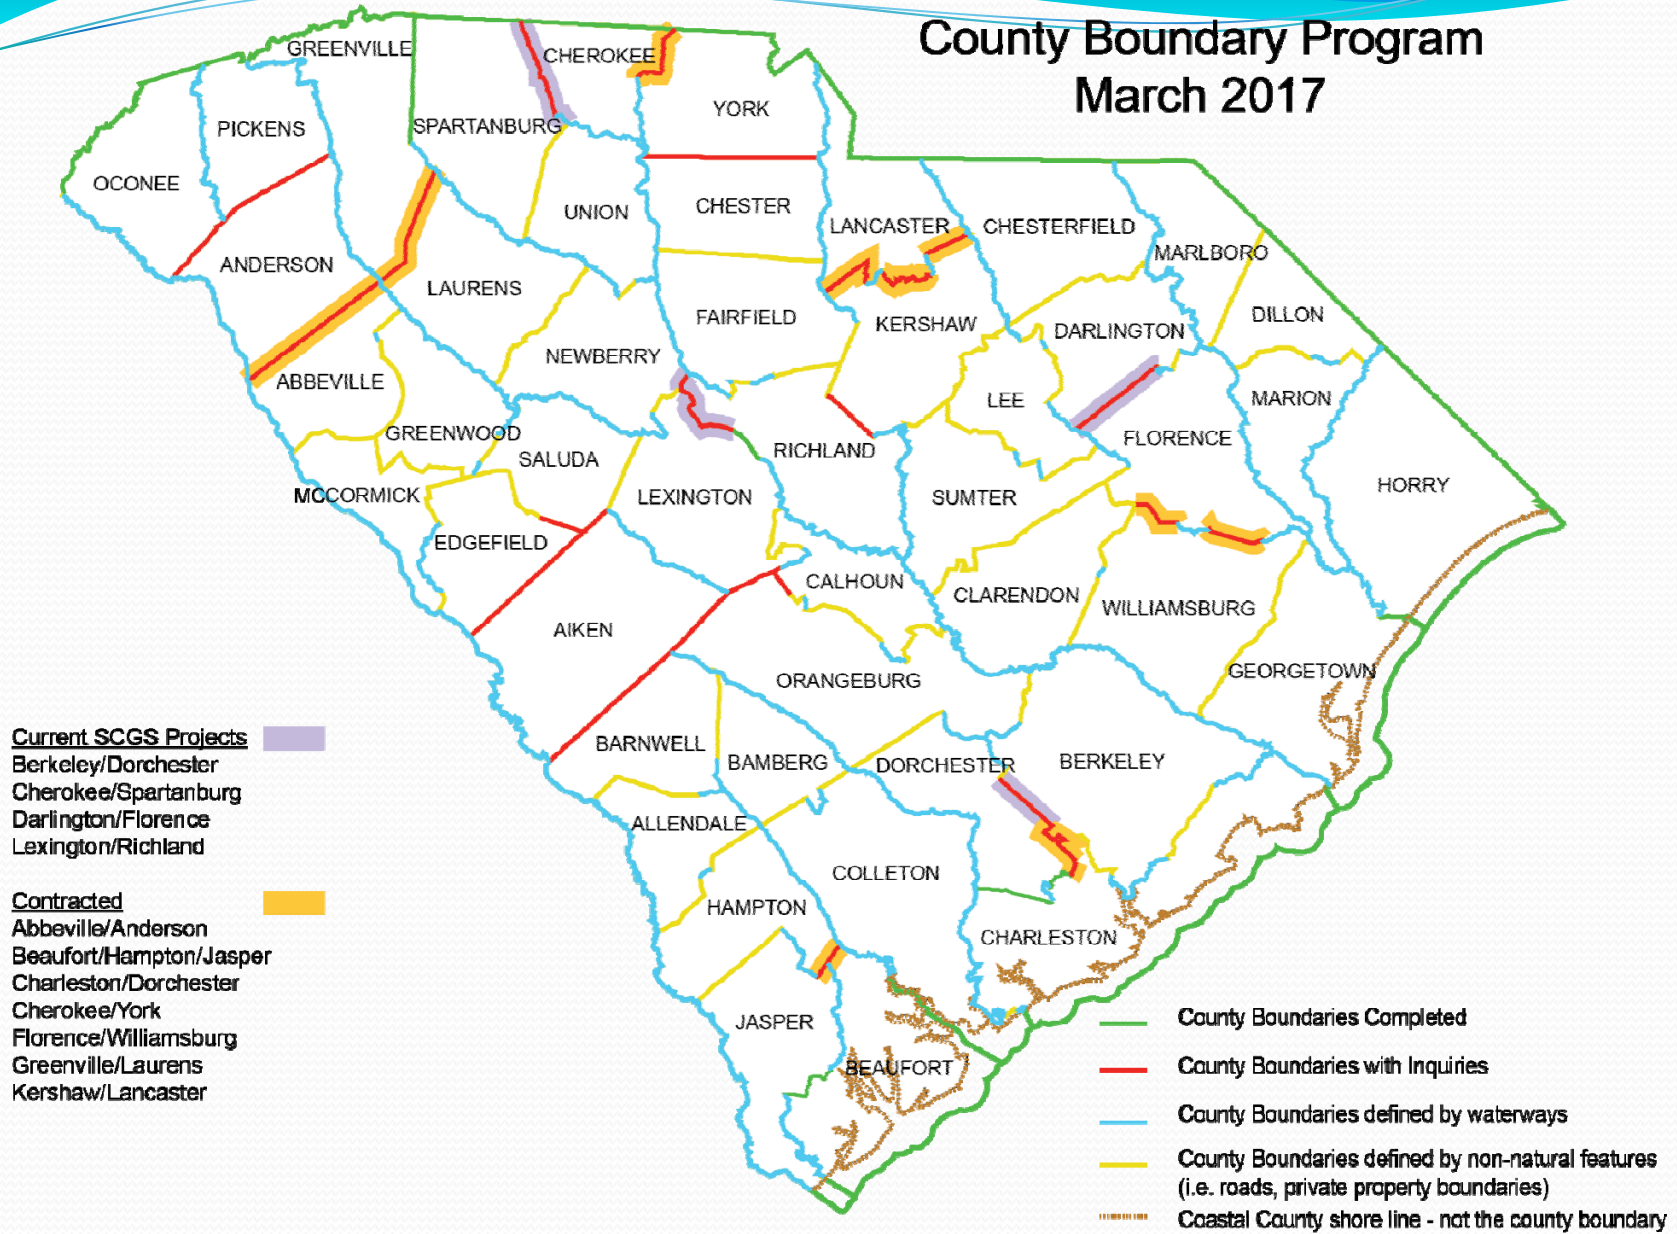 County Boundary Program
March 2017
GREENVILLE
CHEROKEE
PICKENS
SPARTANBURG
YORK
OCONEE
UNION
CHESTER
LANCASTER
CHESTERFIELD
MARLBORO
ANDERSON
LAURENS
FAIRFIELD
KERSHAW
DARLINGTON
DILLON
NEWBERRY
ABBEVILLE
LEE
MARION
GREENWOOD
SALUDA
RICHLAND
FLORENCE
MCCORMICK
LEXINGTON
SUMTER
HORRY
EDGEFIELD
CALHOUN
CLARENDON
WILLIAMSBURG
AIKEN
ORANGEBURG
GEORGETOWN
BARNWELL
BAMBERG
DORCHESTER
BERKELEY
ALLENDALE
COLLETON
HAMPTON
CHARLESTON
JASPER
BEAUFORT
Current SCGS Projects
Berkeley/Dorchester
Cherokee/Spartanburg
Darlington/Florence
Lexington/Richland
Contracted
Abbeville/Anderson
Beaufort/Hampton/Jasper
Charleston/Dorchester
Cherokee/York
Florence/Williamsburg
Greenville/Laurens
Kershaw/Lancaster
County Boundaries Completed
County Boundaries with Inquiries
County Boundaries defined by waterways
County Boundaries defined by non-natural features
(i.e. roads, private property boundaries)
Coastal County shore line - not the county boundary